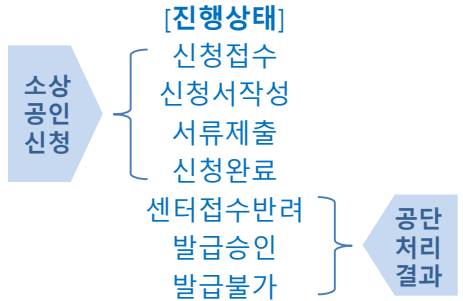 [진행상태]
소상
공인
신청
신청접수
신청서작성
서류제출
신청완료
센터접수반려
발급승인
발급불가
공단
처리
결과